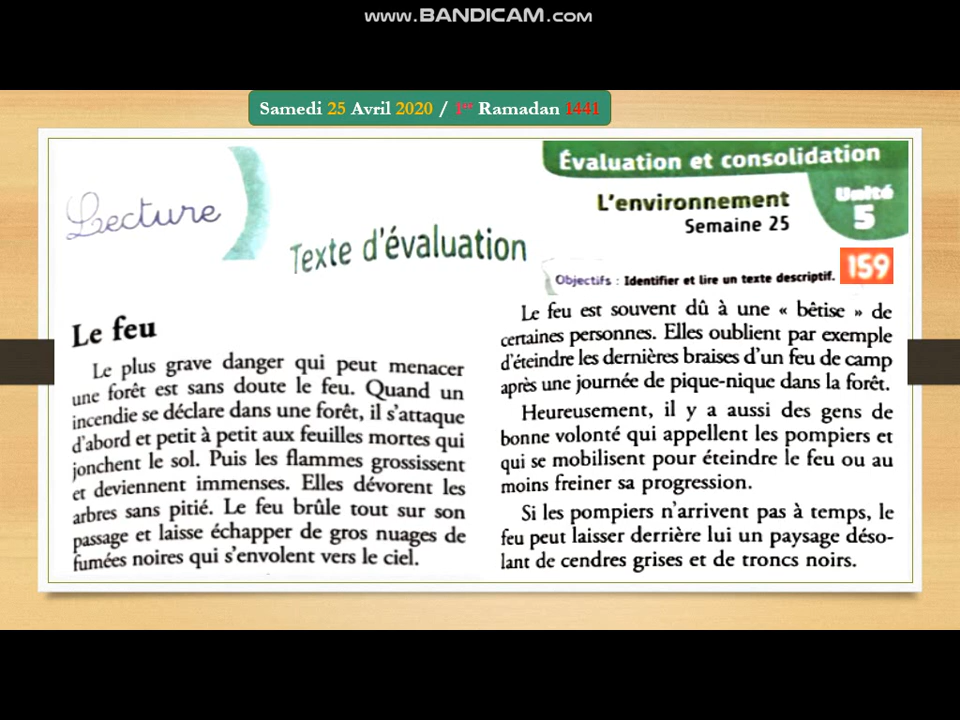 www.BANDICAM.com
Samedi 25 Avril 2020 / 1er Ramadan 1441
Évaluation et consolidation
Lecture
L'environnement
Unité
5
Semaine 25
Texte d'évaluation
Objectifs : Identifier et lire un texte descriptif.
159
Le feu
Le plus grave danger qui peut menacer
une forêt est sans doute le feu. Quand un
incendie se déclare dans une forêt, il s'attaque
d'abord et petit à petit aux feuilles mortes qui
jonchent le sol. Puis les flammes grossissent
et deviennent immenses. Elles dévorent les
arbres sans pitié. Le feu brûle tout sur son
passage et laisse échapper de gros nuages de
fumées noires qui s'envolent vers le ciel.
Le feu est souvent dû à une « bêtise » de
certaines personnes. Elles oublient par exemple
d'éteindre les dernières braises d'un feu de camp
après une journée de pique-nique dans la forêt.
Heureusement, il y a aussi des gens de
bonne volonté qui appellent les pompiers et
qui se mobilisent pour éteindre le feu ou au
moins freiner sa progression.
Si les pompiers n'arrivent pas à temps, le
feu peut laisser derrière lui un paysage déso-
lant de cendres grises et de troncs noirs.